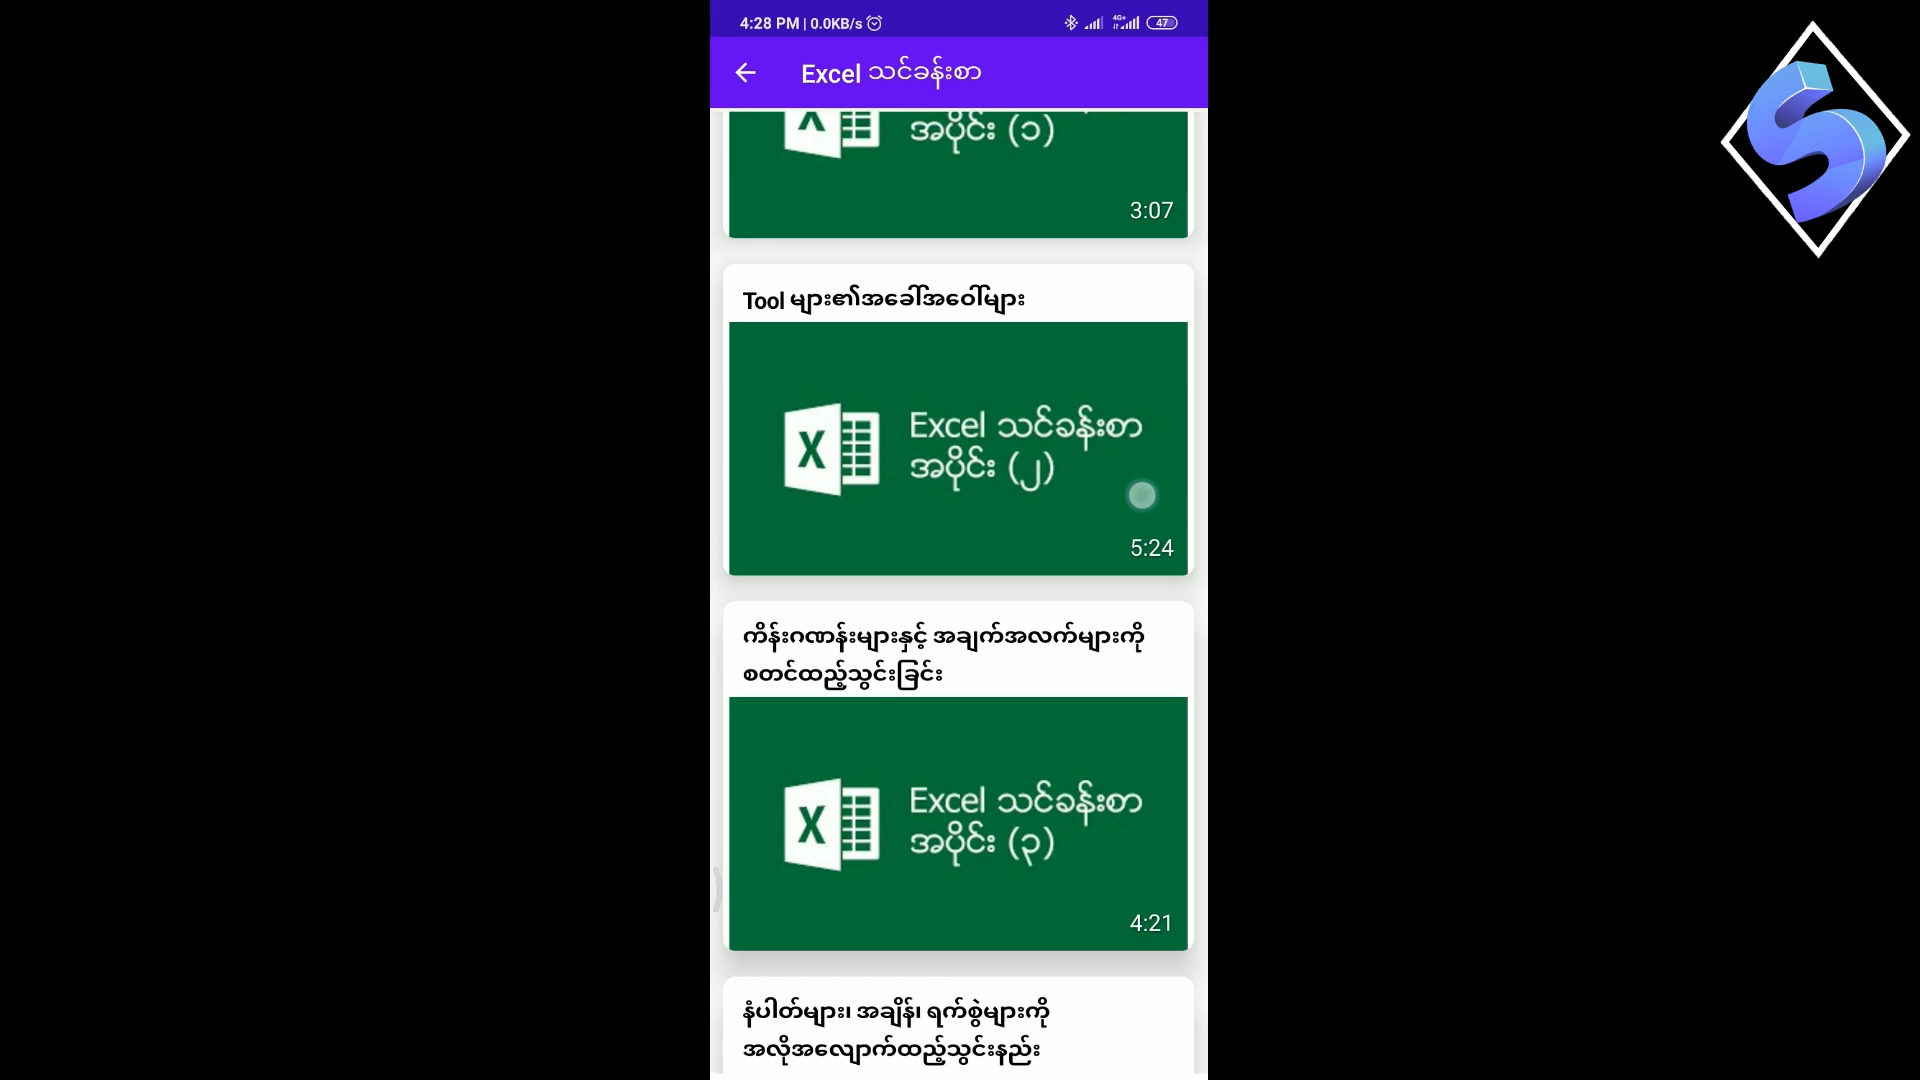 4:28 PM | 0.0KB/s
4G+
47
Excel သင်ခန်းစာ
အပိုင်း (၁)
3:07
Tool များ၏အခေါ်အဝေါ်များ
Excel သင်ခန်းစာ
အပိုင်း (၂)
5:24
ကိန်းဂဏန်းများနှင့် အချက်အလက်များကို
စတင်ထည့်သွင်းခြင်း
Excel သင်ခန်းစာ
အပိုင်း (၃)
4:21
နံပါတ်များ၊ အချိန်၊ ရက်စွဲများကို
အလိုအလျောက်ထည့်သွင်းနည်း